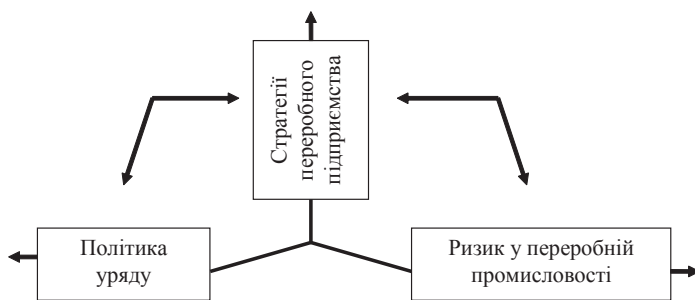 Стратегії
переробного
підприємства
Політика
уряду
Ризик у переробній
промисловості